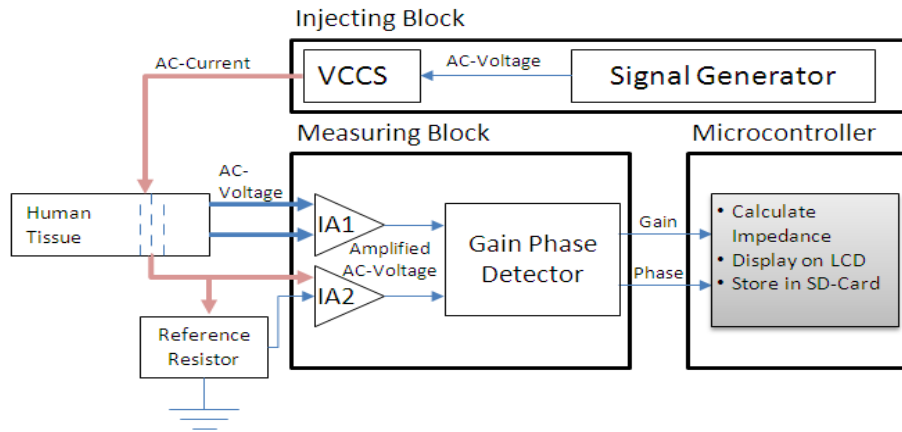 Injecting Block
AC-Current
VCCS
AC-Voltage
Signal Generator
Measuring Block
Microcontroller
AC-
Voltage
Human
Tissue
IA1
Amplified
AC-Voltage
IA2
Gain Phase
Detector
Gain
Phase
• Calculate
Impedance
• Display on LCD
• Store in SD-Card
Reference
Resistor